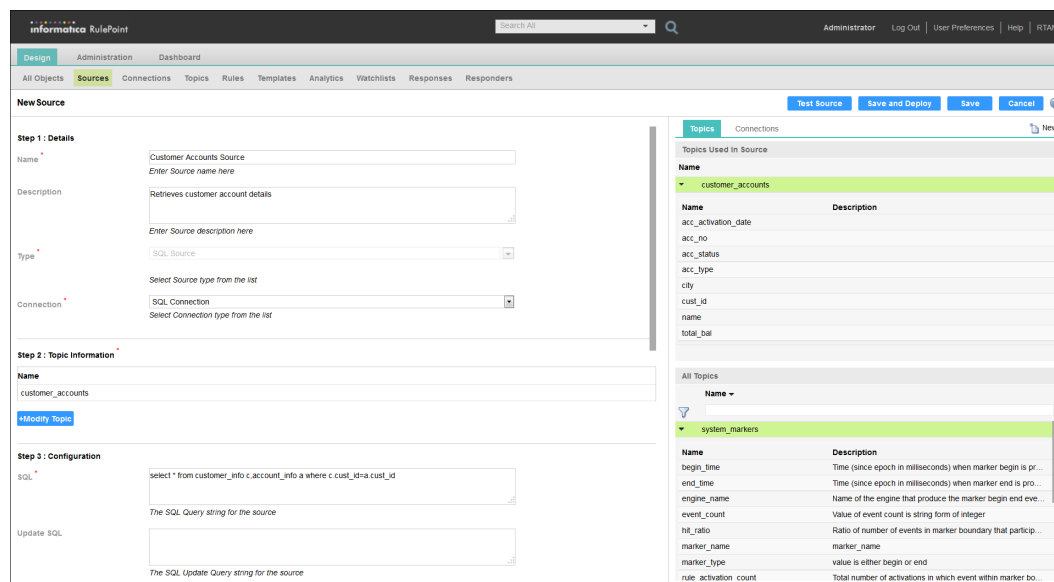 informatica RulePoint
Search All
Administrator Log Out User Preferences Help
Design Administration Dashboard
All Objects Sources Connections Topics Rules Templates Analytics Watchlists Responses Responders
New Source
Test Source Save and Deploy Save Cancel
Step 1 : Details
Name *
Customer Accounts Source
Enter Source name here
Description
Retrieves customer account details
Enter Source description here
Type *
SQL Source
Select Source type from the list
Connection *
SQL Connection
Select Connection type from the list
Step 2 : Topic Information *
Name
customer_accounts
+Modify Topic
Step 3 : Configuration
SQL *
select * from customer_info c,account_info a where c.cust_id=a.cust_id
The SQL Query string for the source
Update SQL
The SQL Update Query string for the source
Topics Connections
New
Topics Used In Source
Name
customer_accounts
Name Description
acc_activation_date
acc_no
acc_status
acc_type
city
cust_id
name
total_bal
All Topics
Name
system_markers
Name Description
begin_time Time (since epoch in milliseconds) when marker begin is pr...
end_time Time (since epoch in milliseconds) when marker end is pro...
engine_name Name of the engine that produce the marker begin end eve...
event_count Value of event count is string form of integer
hit_ratio Ratio of number of events in marker boundary that particip...
marker_name marker_name
marker_type value is either begin or end
rule_activation_count Total number of activations in which event within marker bo...